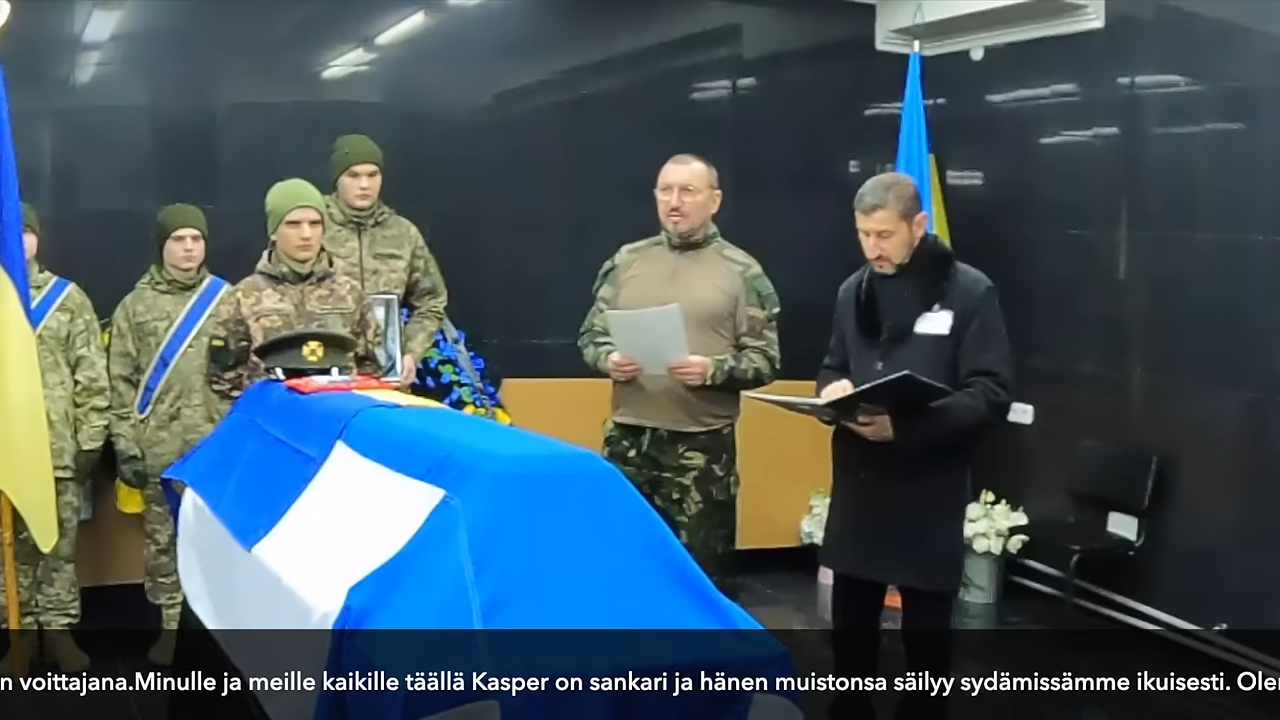 n voittajana.Minulle ja meille kaikille täällä Kasper on sankari ja hänen muistonsa säilyy sydämissämme ikuisesti. Oler